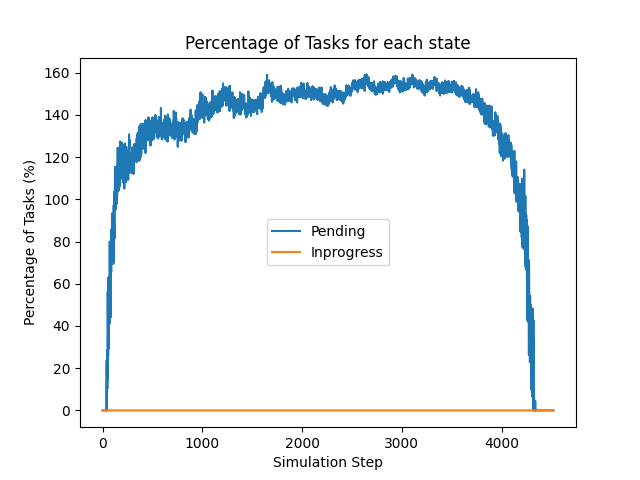 Percentage of Tasks for each state
160
140
120
100
80
60
40
20
0
Percentage of Tasks (%)
Pending
Inprogress
0 1000 2000 3000 4000
Simulation Step